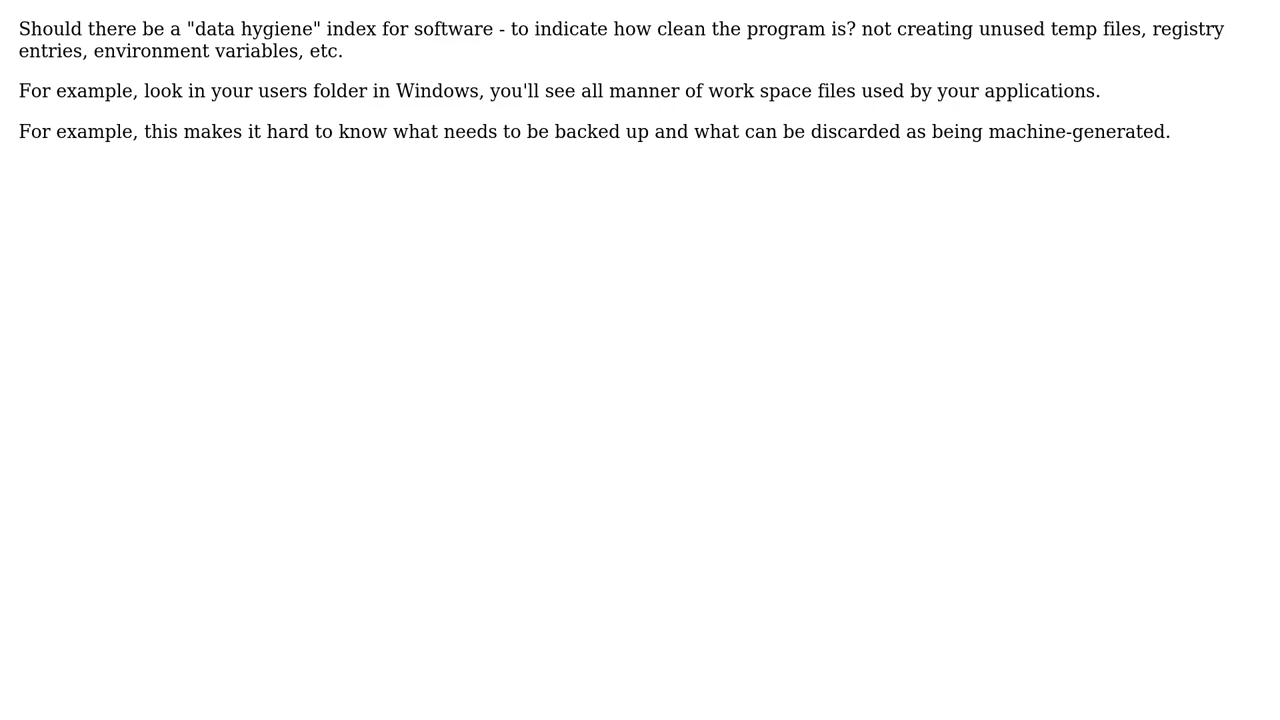 Should there be a "data hygiene" index for software - to indicate how clean the program is? not creating unused temp files, registry
entries, environment variables, etc.
For example, look in your users folder in Windows, you'll see all manner of work space files used by your applications.
For example, this makes it hard to know what needs to be backed up and what can be discarded as being machine-generated.